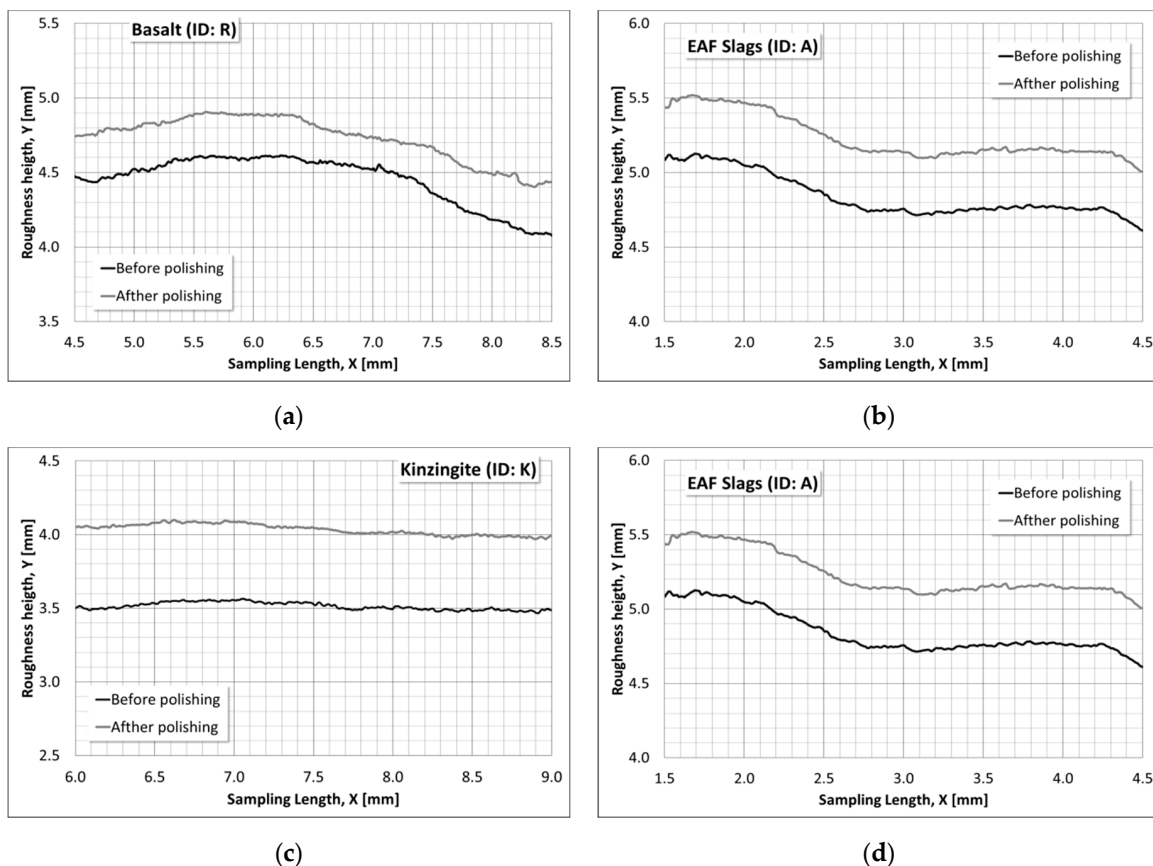 Basalt (ID: R)
Roughness heigth, Y [mm]
5.5
5.0
4.5
4.0
3.5
Before polishing
Afther polishing
4.5 5.0 5.5 6.0 6.5 7.0 7.5 8.0 8.5
Sampling Length, X [mm]
(a)
EAF Slags (ID: A)
Roughness heigth, Y [mm]
6.0
5.5
5.0
4.5
4.0
Before polishing
Afther polishing
1.5 2.0 2.5 3.0 3.5 4.0 4.5
Sampling Length, X [mm]
(b)
Kinzingite (ID: K)
Roughness heigth, Y [mm]
4.5
4.0
3.5
3.0
2.5
Before polishing
Afther polishing
6.0 6.5 7.0 7.5 8.0 8.5 9.0
Sampling Length, X [mm]
(c)
EAF Slags (ID: A)
Roughness heigth, Y [mm]
6.0
5.5
5.0
4.5
4.0
Before polishing
Afther polishing
1.5 2.0 2.5 3.0 3.5 4.0 4.5
Sampling Length, X [mm]
(d)